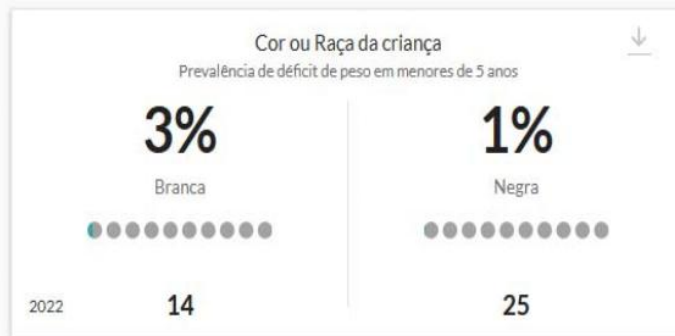 Cor ou Raça da criança
Prevalência de déficit de peso em menores de 5 anos
3% 1%
Branca Negra
2022 14 25